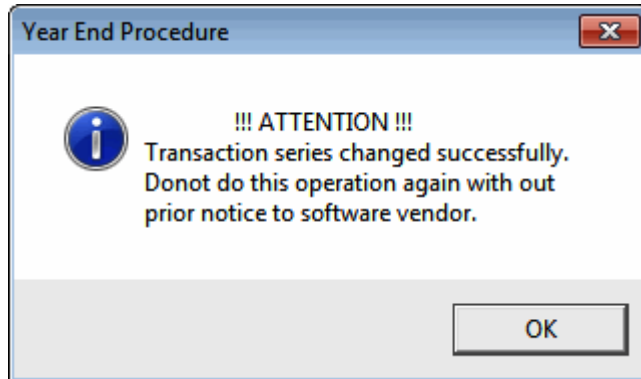 Year End Procedure
!!! ATTENTION !!!
Transaction series changed successfully.
Donot do this operation again with out
prior notice to software vendor.
OK